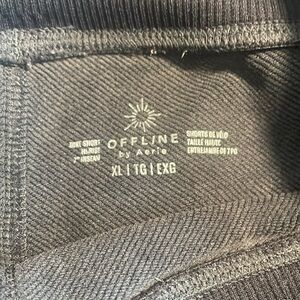 OFFLINE
by Aerie
BIKE SHORT
HI-RISE
7" INSEAM
SHORTS DE VÉLO
TAILLE HAUTE
ENTREJAMBE DE 7 PO
XL | TG | EXG